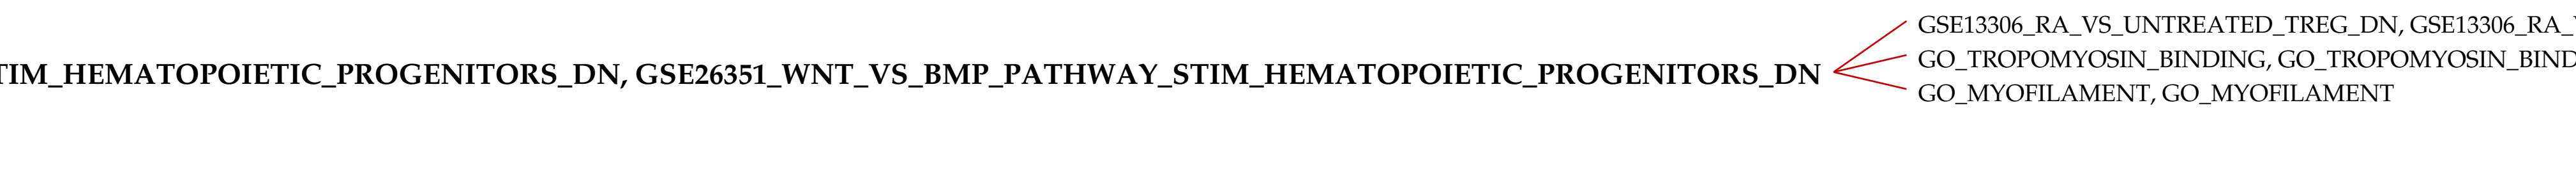 GSE13306_RA_VS_UNTREATED_TREG_DN, GSE13306_RA_
GO_TROPOMYOSIN_BINDING, GO_TROPOMYOSIN_BIND
TIM_HEMATOPOIETIC_PROGENITORS_DN, GSE26351_WNT_VS_BMP_PATHWAY_STIM_HEMATOPOIETIC_PROGENITORS_DN
GO_MYOFILAMENT, GO_MYOFILAMENT